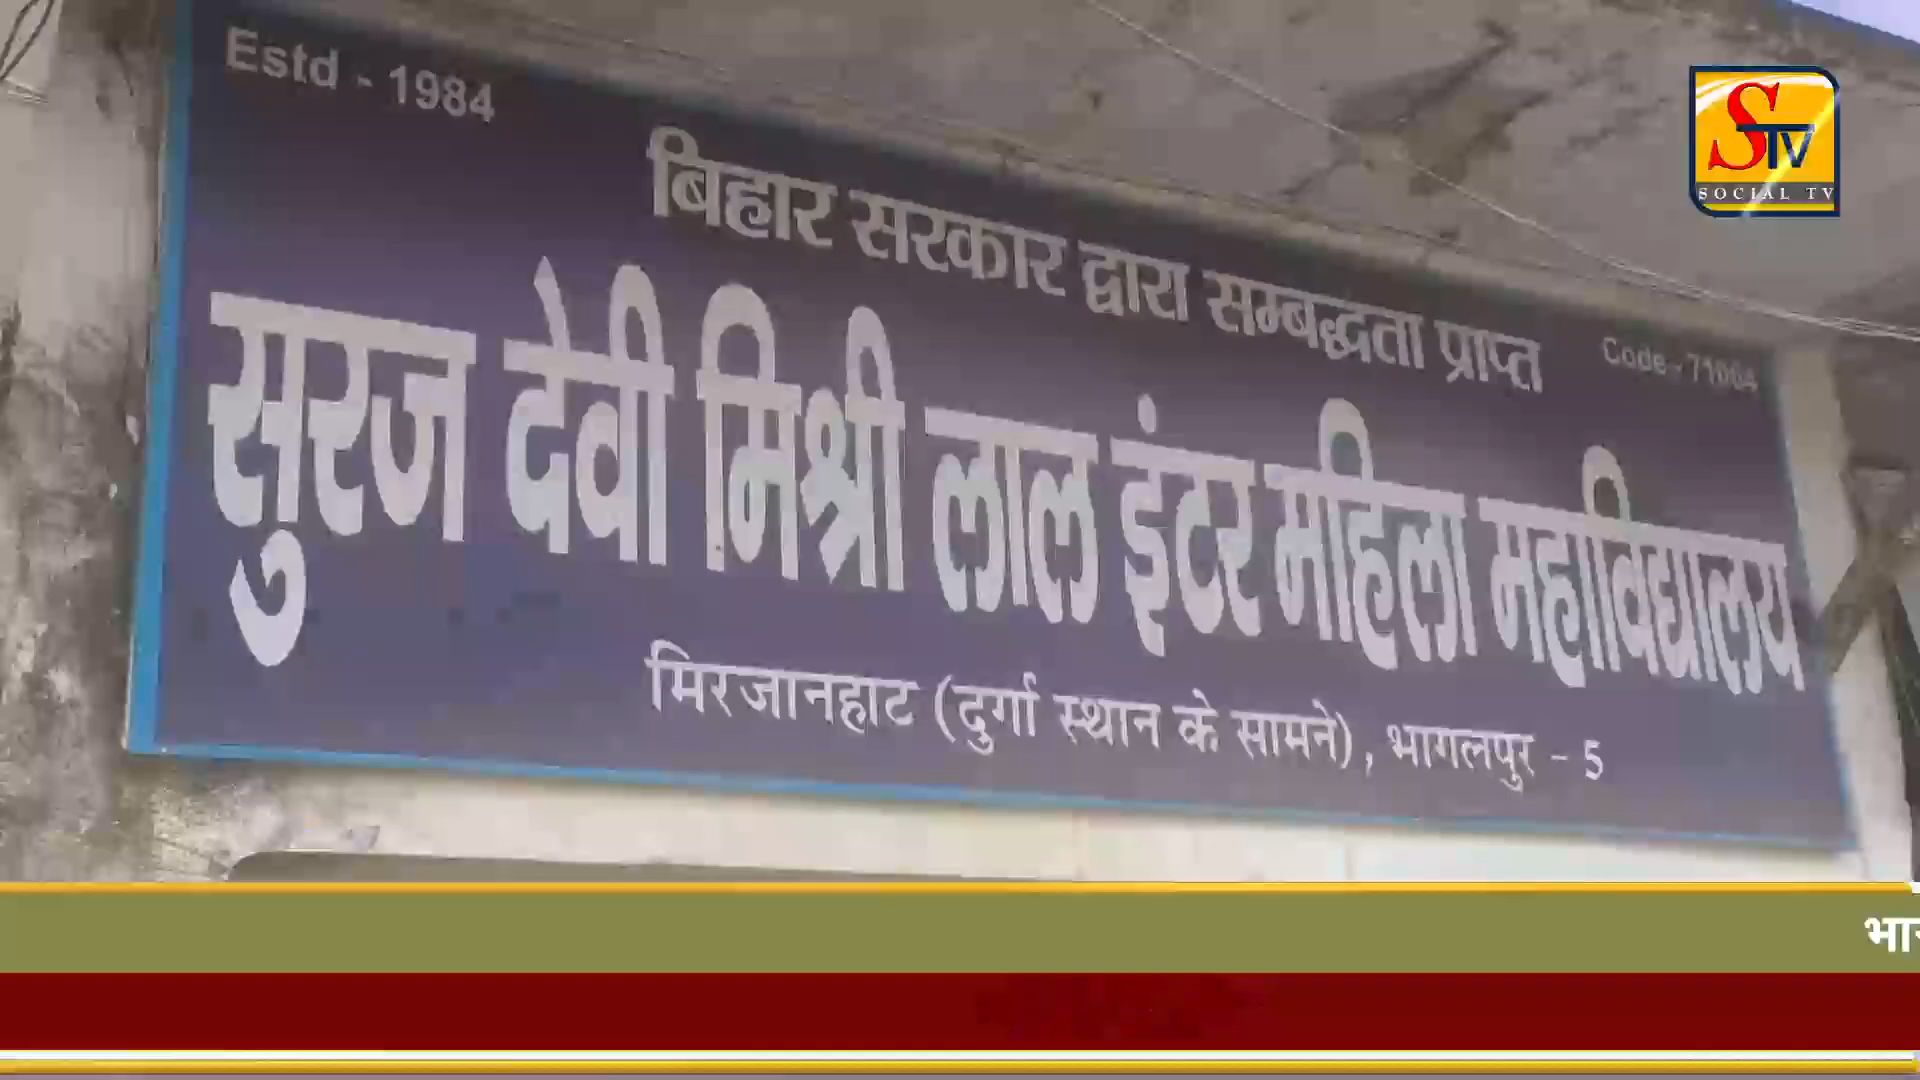 Estd - 1984
बिहार सरकार द्वारा सम्बद्धता प्राप्त
सुरज देवी मिश्री लाल इंटर महिला महाविद्यालय
मिरजानहाट (दुर्गा स्थान के सामने), भागलपुर - 5
Code -
STV
SOCIAL TV